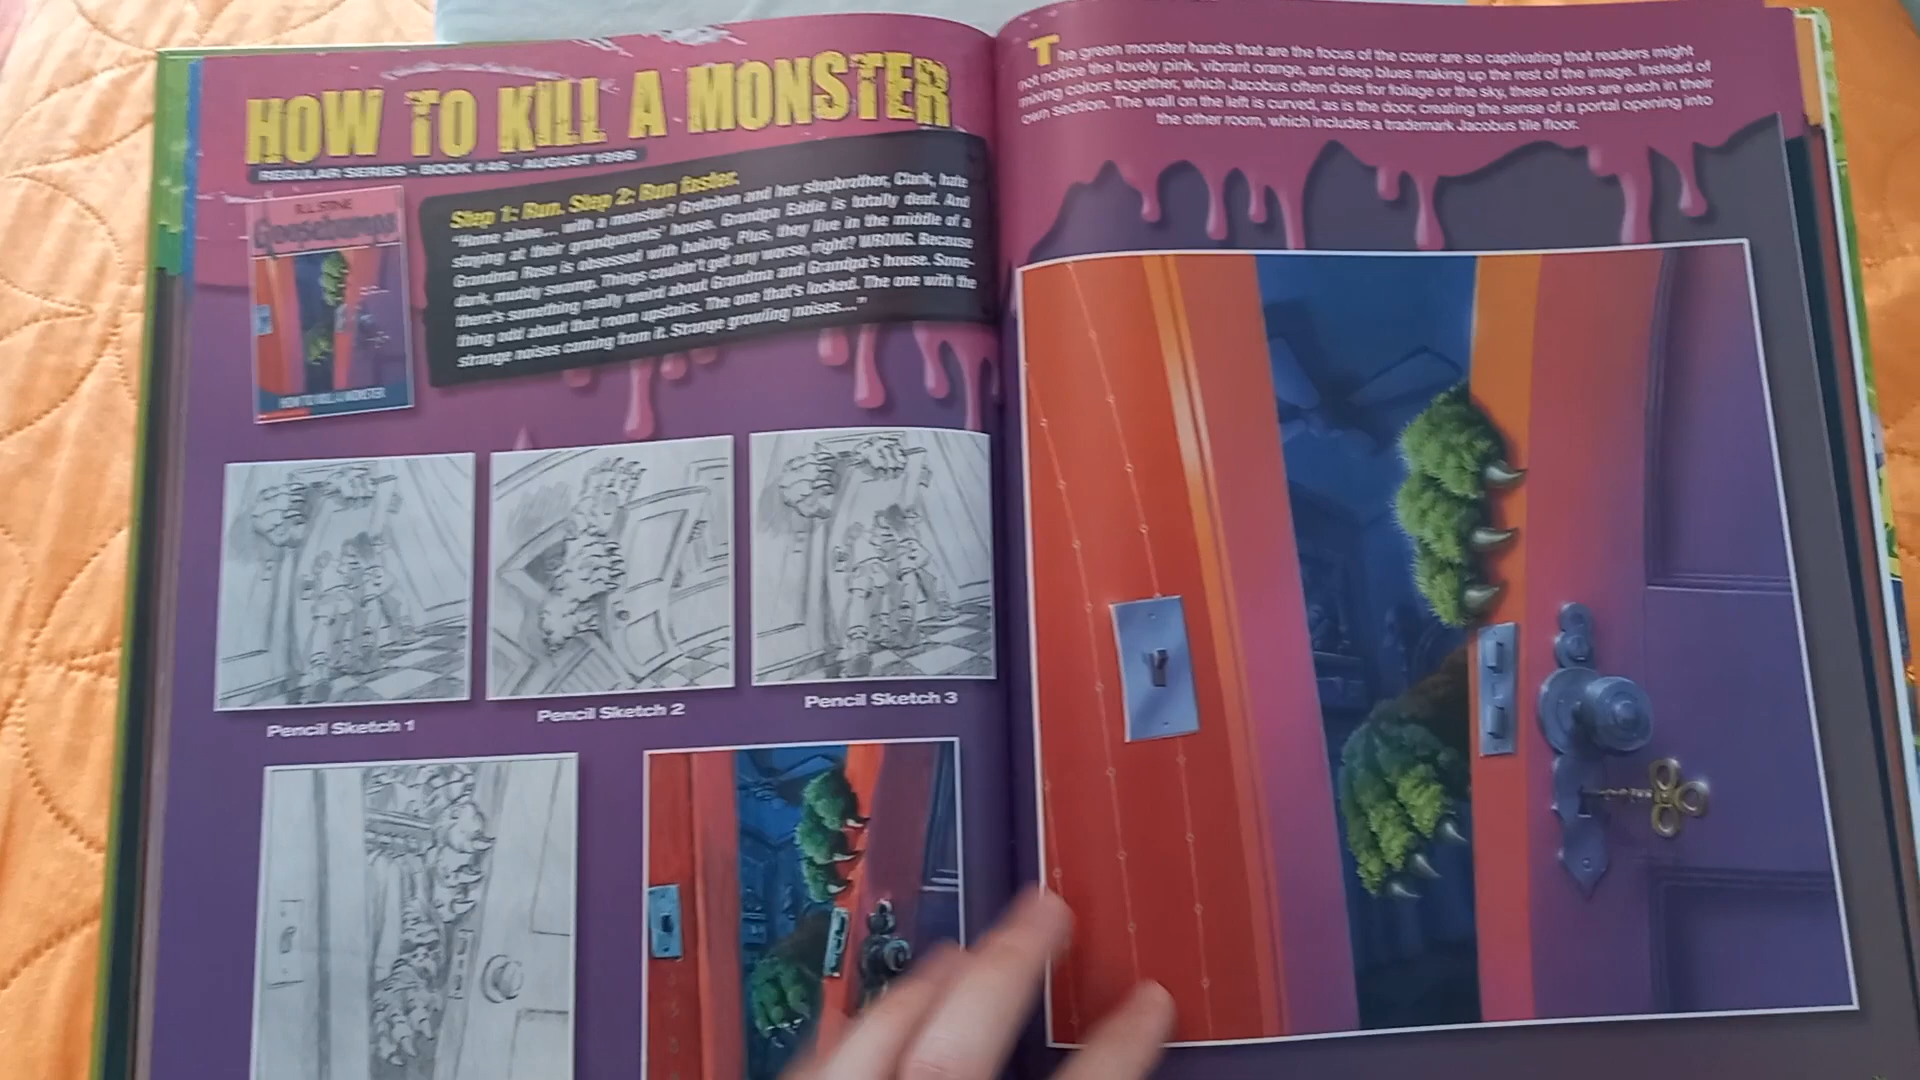 HOW TO KILL A MONSTER
REGULAR SERIES - BOOK #46 - AUGUST 1996
R.L. STINE
Goosebumps
HOW TO KILL A MONSTER
Step 1: Run. Step 2: Run faster.
"Home alone... with a monster? Gretchen and her stepbrother, Clark, hate
staying at their grandparents' house. Grandpa Eddie is totally deaf. And
Grandma Rose is obsessed with baking. Plus, they live in the middle of a
dark, muddy swamp. Things couldn't get any worse, right? WRONG. Because
there's something really weird about Grandma and Grandpa's house. Some-
thing odd about that room upstairs. The one that's locked. The one with the
strange noises coming from it. Strange growling noises..."
Pencil Sketch 1
Pencil Sketch 2
Pencil Sketch 3
The green monster hands that are the focus of the cover are so captivating that readers might
not notice the lovely pink, vibrant orange, and deep blues making up the rest of the image. Instead of
mixing colors together, which Jacobus often does for foliage or the sky, these colors are each in their
own section. The wall on the left is curved, as is the door, creating the sense of a portal opening into
the other room, which includes a trademark Jacobus tile floor.